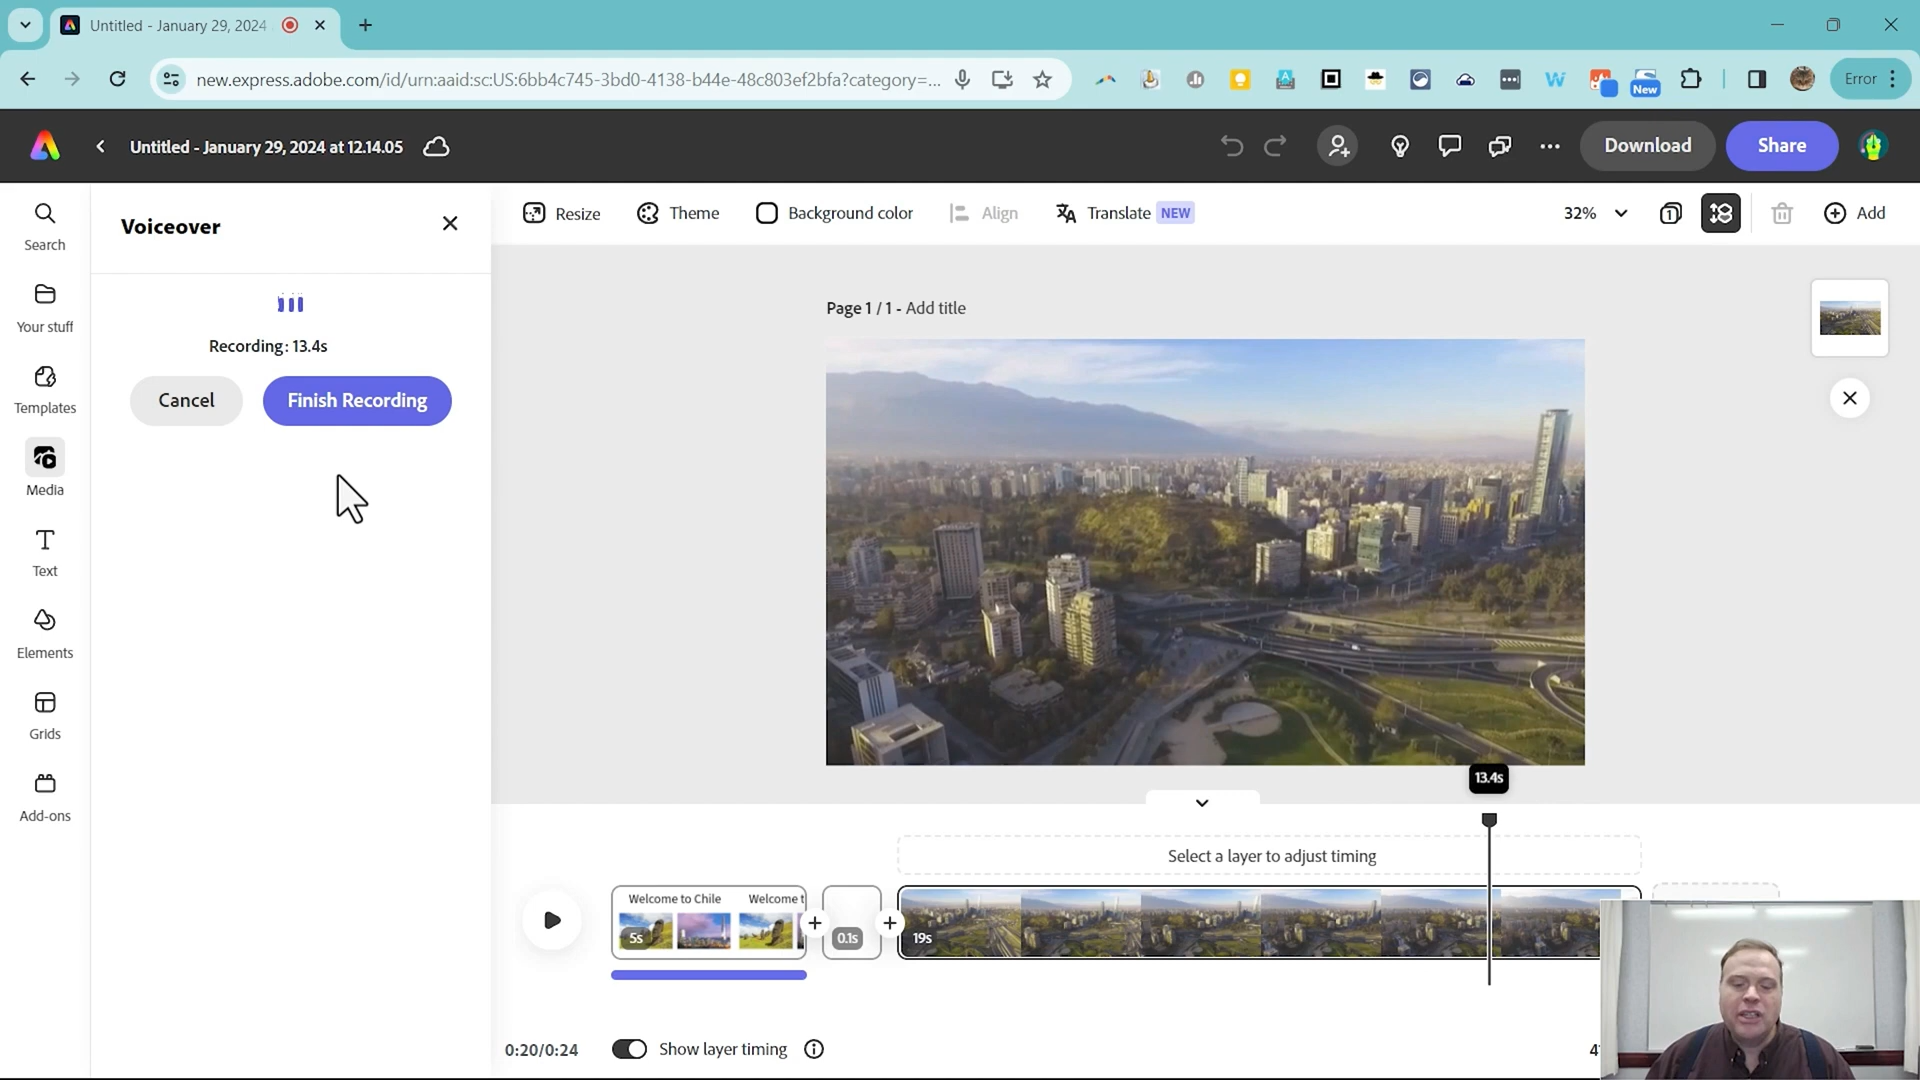 Untitled - January 29, 2024
new.express.adobe.com/id/urn:aaid:sc:US:6bb4c745-3bd0-4138-b44e-48c803ef2bfa?category=...
W
New
Error
Untitled - January 29, 2024 at 12.14.05
Download
Share
Search
Your stuff
Templates
Media
Text
Elements
Grids
Add-ons
Voiceover
Recording: 13.4s
Cancel
Finish Recording
Resize
Theme
Background color
Align
Translate NEW
32%
1
Add
Page 1 / 1 - Add title
13.4s
Select a layer to adjust timing
Welcome to Chile
Welcome t
5s
0.1s
19s
0:20/0:24
Show layer timing